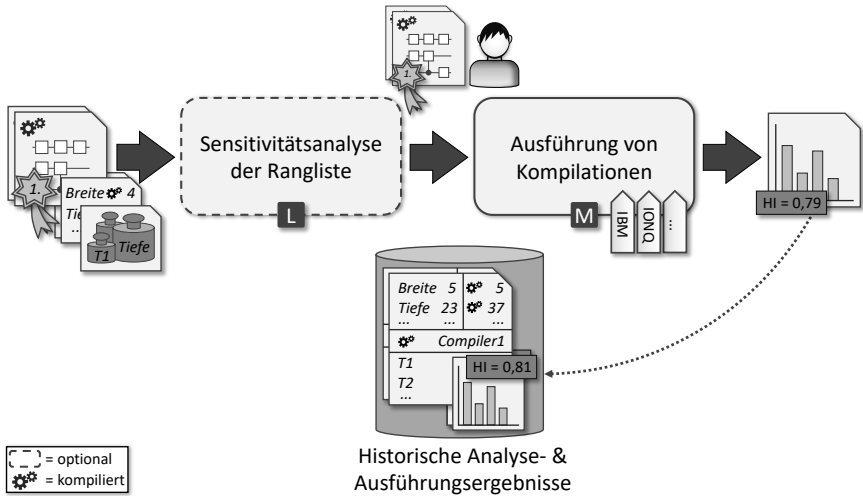 1.
1.
Breite 4
Tie
...
T1 Tiefe
Sensitivitätsanalyse
der Rangliste
L
Ausführung von
Kompilationen
M
IBM
IONQ
...
HI = 0,79
Breite 5 5
Tiefe 23 37
... ... ...
Compiler1
T1
T2
...
HI = 0,81
Historische Analyse- &
Ausführungsergebnisse
= optional
= kompiliert